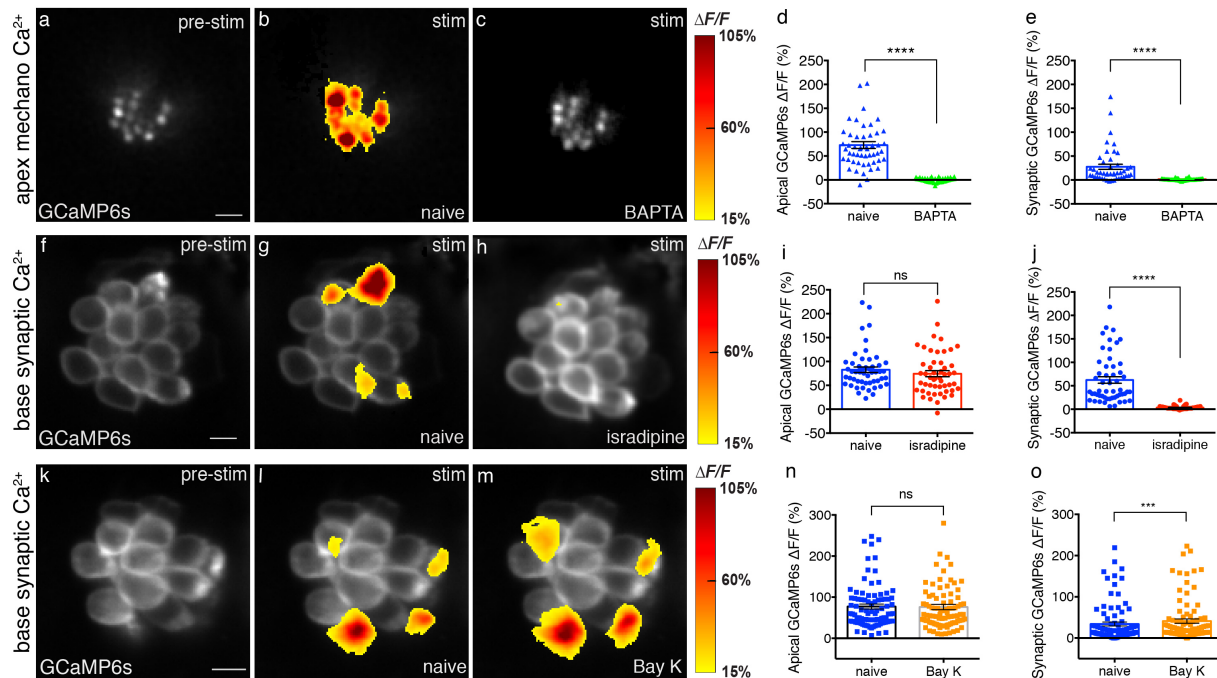 apex mechano Ca²⁺
a
pre-stim
GCaMP6s
b
stim
naive
c
stim
BAPTA
ΔF/F
105%
60%
15%
d
Apical GCaMP6s ΔF/F (%)
250
200
150
100
50
0
-50
****
naive
BAPTA
e
Synaptic GCaMP6s ΔF/F (%)
250
200
150
100
50
0
-50
****
naive
BAPTA
base synaptic Ca²⁺
f
pre-stim
GCaMP6s
g
stim
naive
h
stim
isradipine
ΔF/F
105%
60%
15%
i
Apical GCaMP6s ΔF/F (%)
250
200
150
100
50
0
-50
ns
naive
isradipine
j
Synaptic GCaMP6s ΔF/F (%)
250
200
150
100
50
0
-50
****
naive
isradipine
base synaptic Ca²⁺
k
pre-stim
GCaMP6s
l
stim
naive
m
stim
Bay K
ΔF/F
105%
60%
15%
n
Apical GCaMP6s ΔF/F (%)
300
200
100
0
ns
naive
Bay K
o
Synaptic GCaMP6s ΔF/F (%)
300
200
100
0
***
naive
Bay K